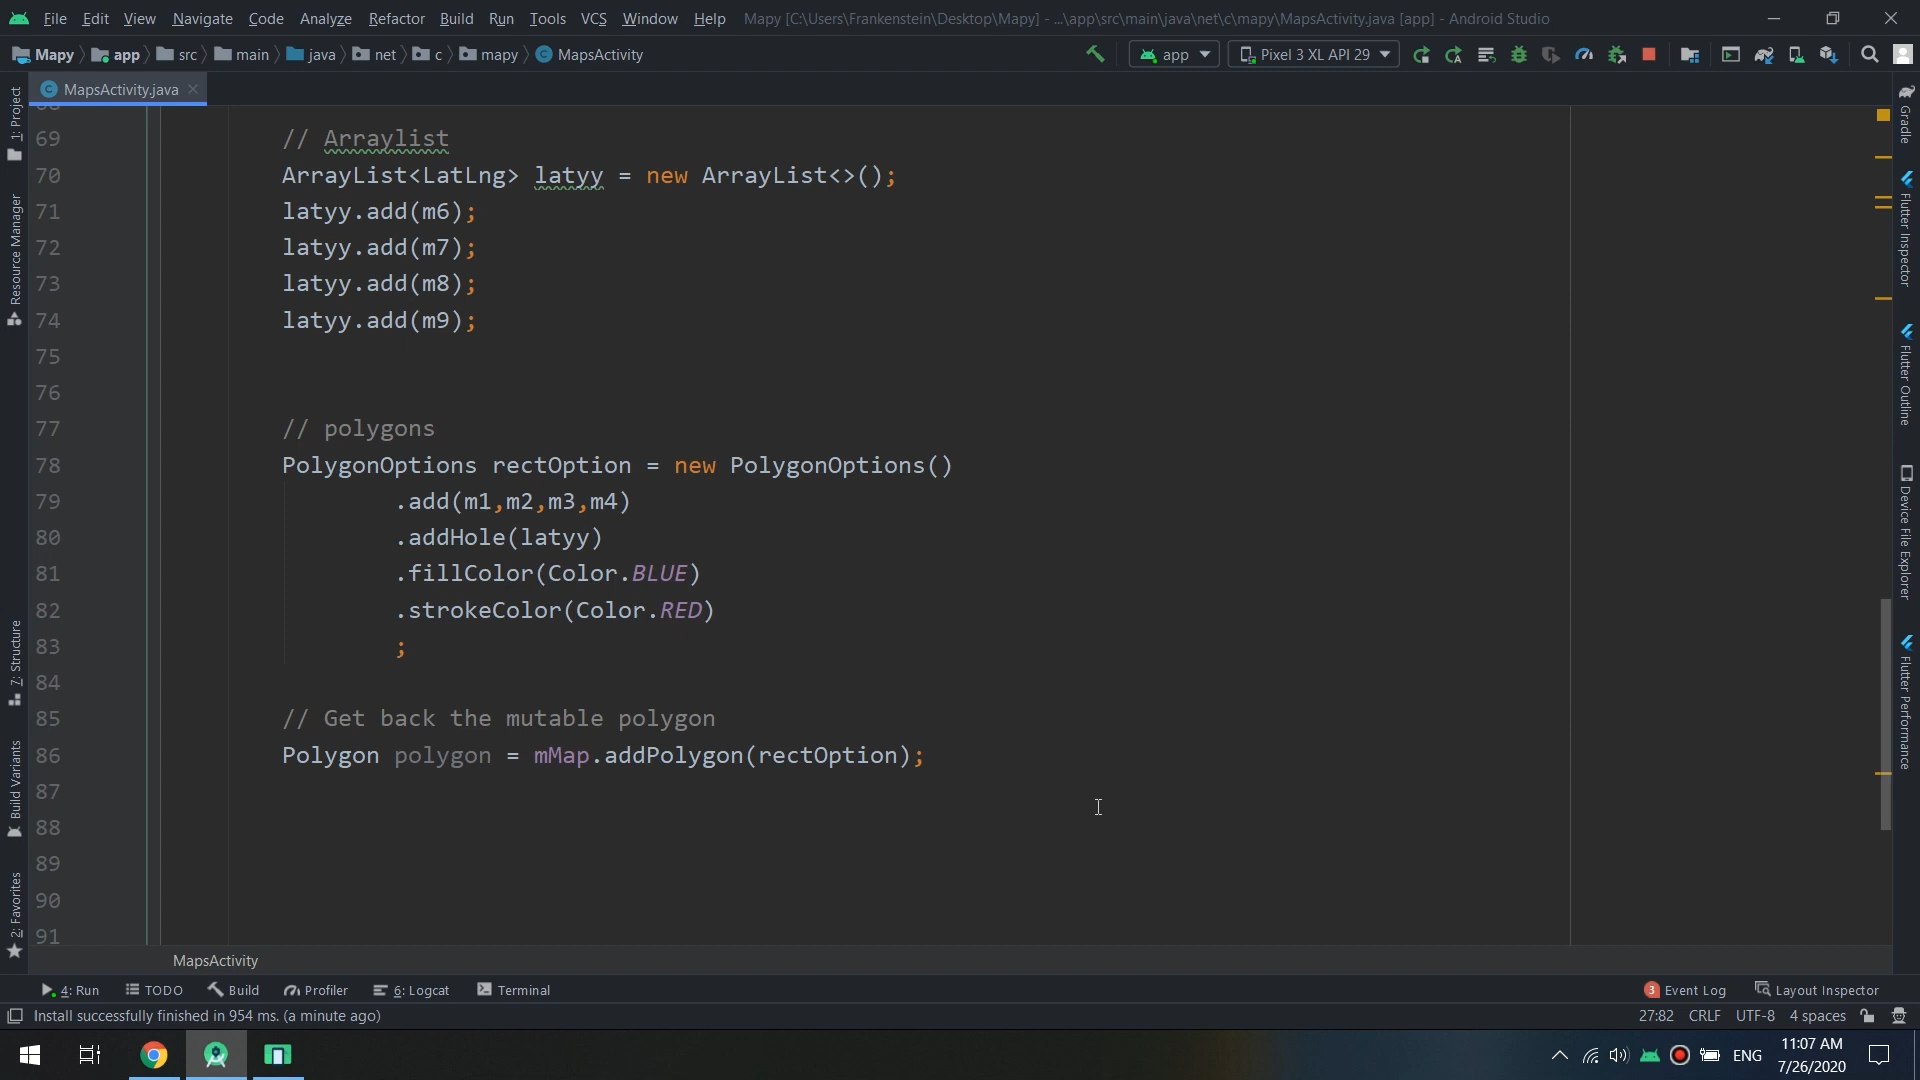 File Edit View Navigate Code Analyze Refactor Build Run Tools VCS Window Help Mapy [C:\Users\Frankenstein\Desktop\Mapy] - ...\app\src\main\java\net\c\mapy\MapsActivity.java [app] - Android Studio
Mapy app src main java net c mapy MapsActivity app Pixel 3 XL API 29
MapsActivity.java
69 // Arraylist
70 ArrayList<LatLng> latyy = new ArrayList<>();
71 latyy.add(m6);
72 latyy.add(m7);
73 latyy.add(m8);
74 latyy.add(m9);
75
76
77 // polygons
78 PolygonOptions rectOption = new PolygonOptions()
79 .add(m1,m2,m3,m4)
80 .addHole(latyy)
81 .fillColor(Color.BLUE)
82 .strokeColor(Color.RED)
83 ;
84
85 // Get back the mutable polygon
86 Polygon polygon = mMap.addPolygon(rectOption);
87
88
89
90
91
1: Project
Resource Manager
7: Structure
Build Variants
2: Favorites
Gradle
Flutter Inspector
Flutter Outline
Device File Explorer
Flutter Performance
MapsActivity
4: Run TODO Build Profiler 6: Logcat Terminal 3 Event Log Layout Inspector
Install successfully finished in 954 ms. (a minute ago) 27:82 CRLF UTF-8 4 spaces
ENG 11:07 AM
7/26/2020